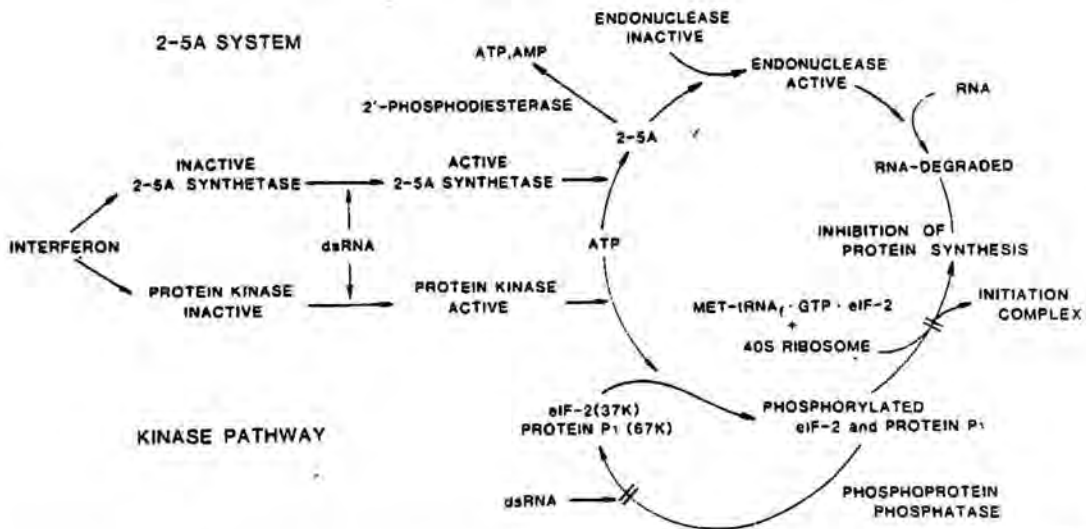 2-5A SYSTEM
ENDONUCLEASE
INACTIVE
ATP,AMP
ENDONUCLEASE
ACTIVE
2'-PHOSPHODIESTERASE
RNA
2-5A
INACTIVE
2-5A SYNTHETASE
ACTIVE
2-5A SYNTHETASE
RNA-DEGRADED
INTERFERON
dsRNA
ATP
INHIBITION OF
PROTEIN SYNTHESIS
PROTEIN KINASE
INACTIVE
PROTEIN KINASE
ACTIVE
MET-tRNAf · GTP · eIF-2
+
40S RIBOSOME
INITIATION
COMPLEX
eIF-2(37K)
PROTEIN P1 (67K)
PHOSPHORYLATED
eIF-2 and PROTEIN P1
KINASE PATHWAY
dsRNA
PHOSPHOPROTEIN
PHOSPHATASE